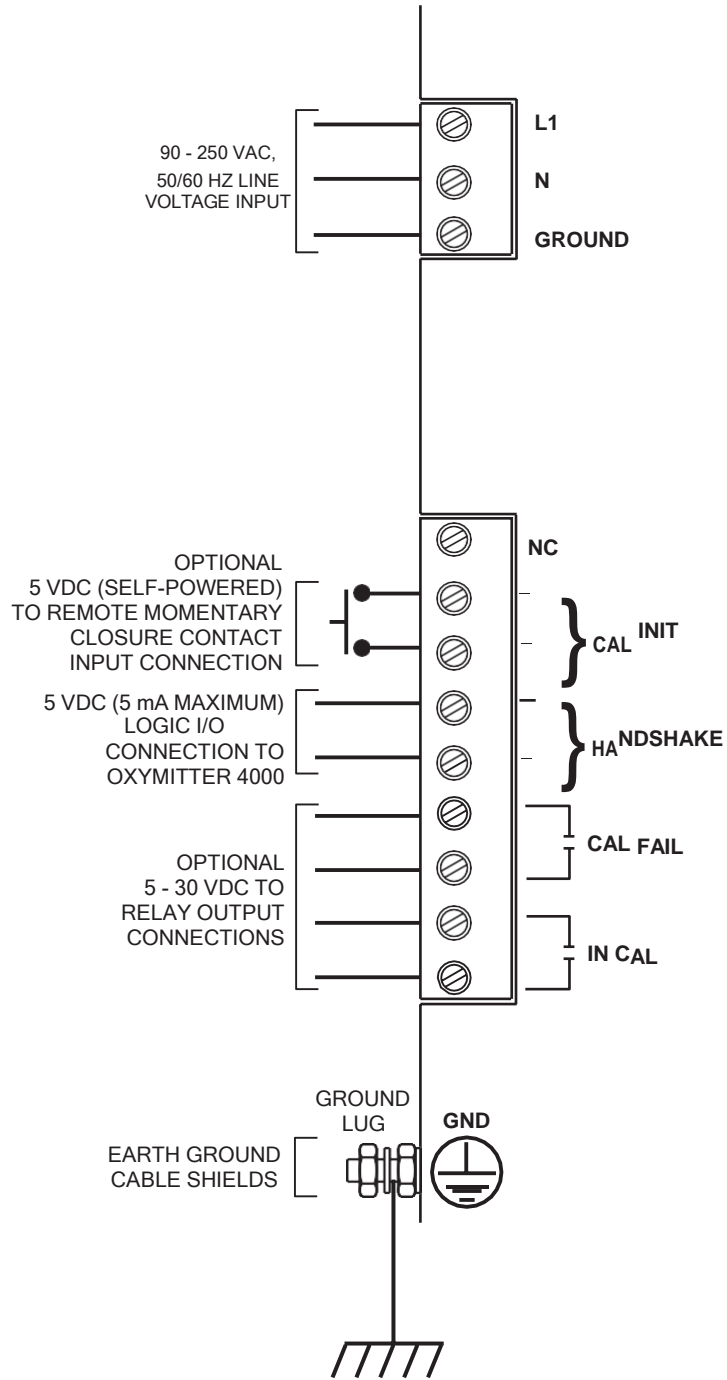 90 - 250 VAC,
50/60 HZ LINE
VOLTAGE INPUT
L1
N
GROUND
NC
OPTIONAL
5 VDC (SELF-POWERED)
TO REMOTE MOMENTARY
CLOSURE CONTACT
INPUT CONNECTION
CAL INIT
5 VDC (5 mA MAXIMUM)
LOGIC I/O
CONNECTION TO
OXYMITTER 4000
HANDSHAKE
OPTIONAL
5 - 30 VDC TO
RELAY OUTPUT
CONNECTIONS
CAL FAIL
IN CAL
GROUND
LUG
GND
EARTH GROUND
CABLE SHIELDS